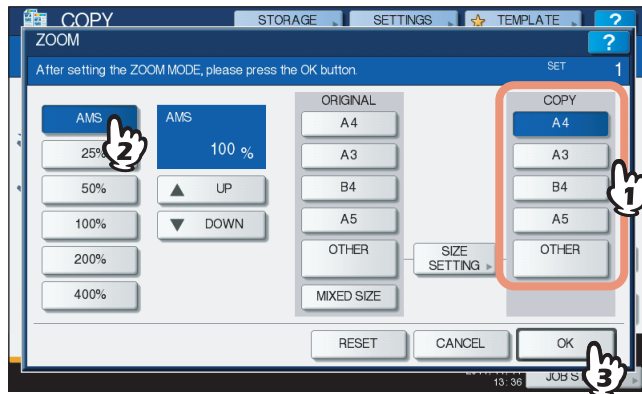 COPY
STORAGE SETTINGS TEMPLATE ?
ZOOM ?
After setting the ZOOM MODE, please press the OK button. SET 1
ORIGINAL COPY
AMS AMS A4 A4
25% 100 % A3 A3
2
50% UP B4 B4
1
100% DOWN A5 A5
200% OTHER SIZE SETTING OTHER
400% MIXED SIZE
RESET CANCEL OK
3
13:36 JOB S